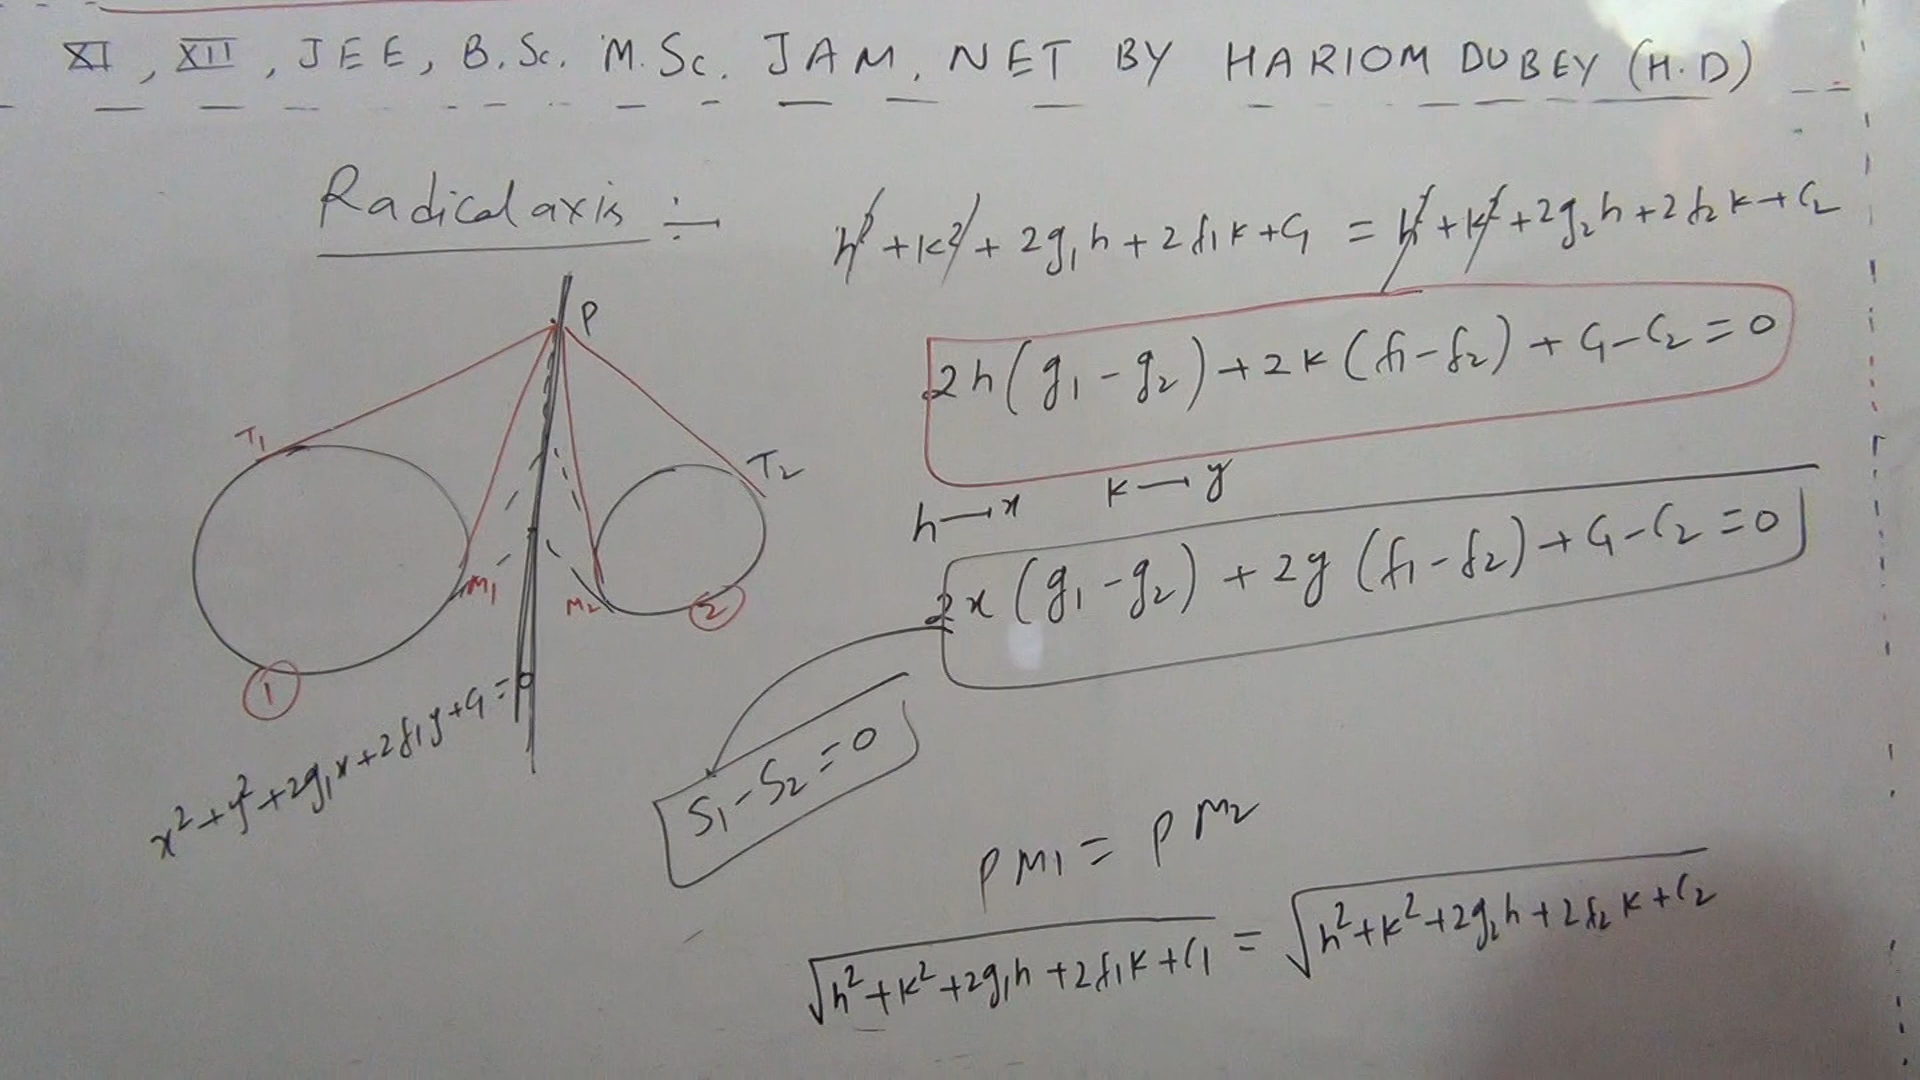 XI, XII, JEE, B.Sc. M.Sc. JAM, NET BY HARIOM DUBEY (H.D)
Radical axis :-
h² + k² + 2g₁h + 2f₁k + C₁ = h² + k² + 2g₂h + 2f₂k + C₂
P
2h(g₁ - g₂) + 2k(f₁ - f₂) + C₁ - C₂ = 0
T₁
T₂
h → x k → y
2x(g₁ - g₂) + 2y(f₁ - f₂) + C₁ - C₂ = 0
M₁
M₂
2
1
x² + y² + 2g₁x + 2f₁y + C₁ = 0
S₁ - S₂ = 0
PM₁ = PM₂
√h² + k² + 2g₁h + 2f₁k + C₁ = √h² + k² + 2g₂h + 2f₂k + C₂